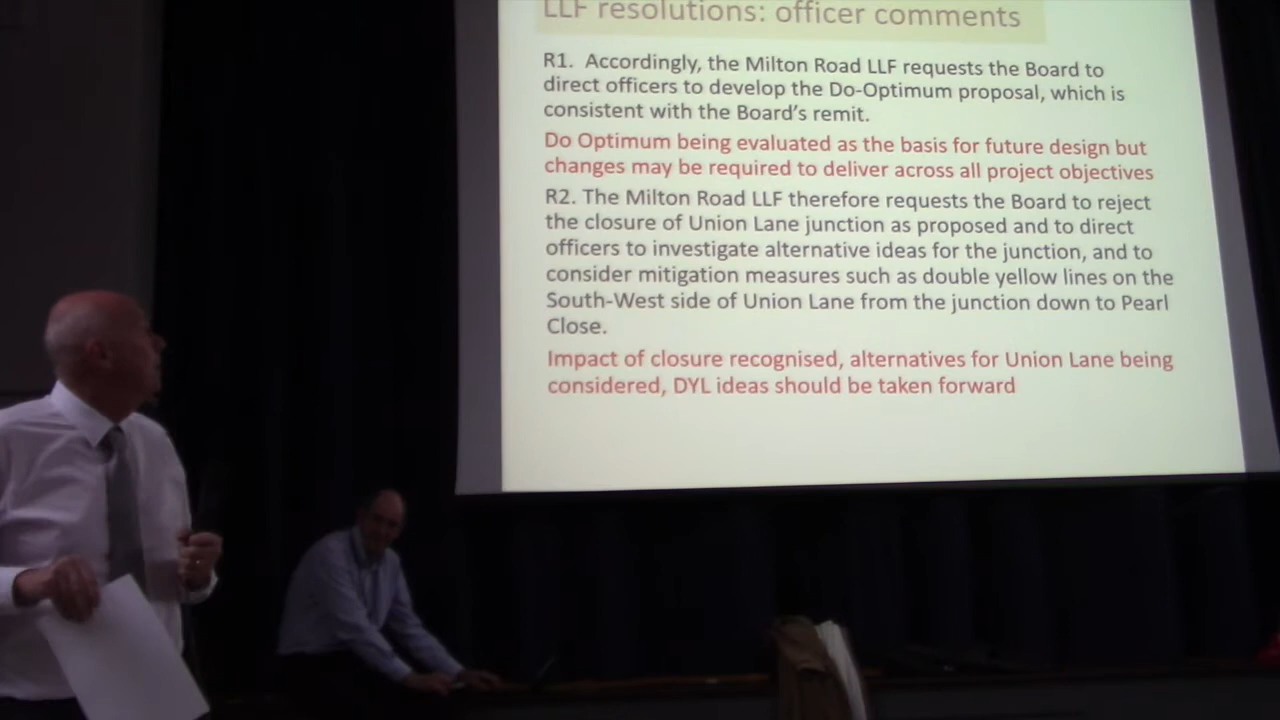 LLF resolutions: officer comments
R1. Accordingly, the Milton Road LLF requests the Board to
direct officers to develop the Do-Optimum proposal, which is
consistent with the Board's remit.
Do Optimum being evaluated as the basis for future design but
changes may be required to deliver across all project objectives
R2. The Milton Road LLF therefore requests the Board to reject
the closure of Union Lane junction as proposed and to direct
officers to investigate alternative ideas for the junction, and to
consider mitigation measures such as double yellow lines on the
South-West side of Union Lane from the junction down to Pearl
Close.
Impact of closure recognised, alternatives for Union Lane being
considered, DYL ideas should be taken forward